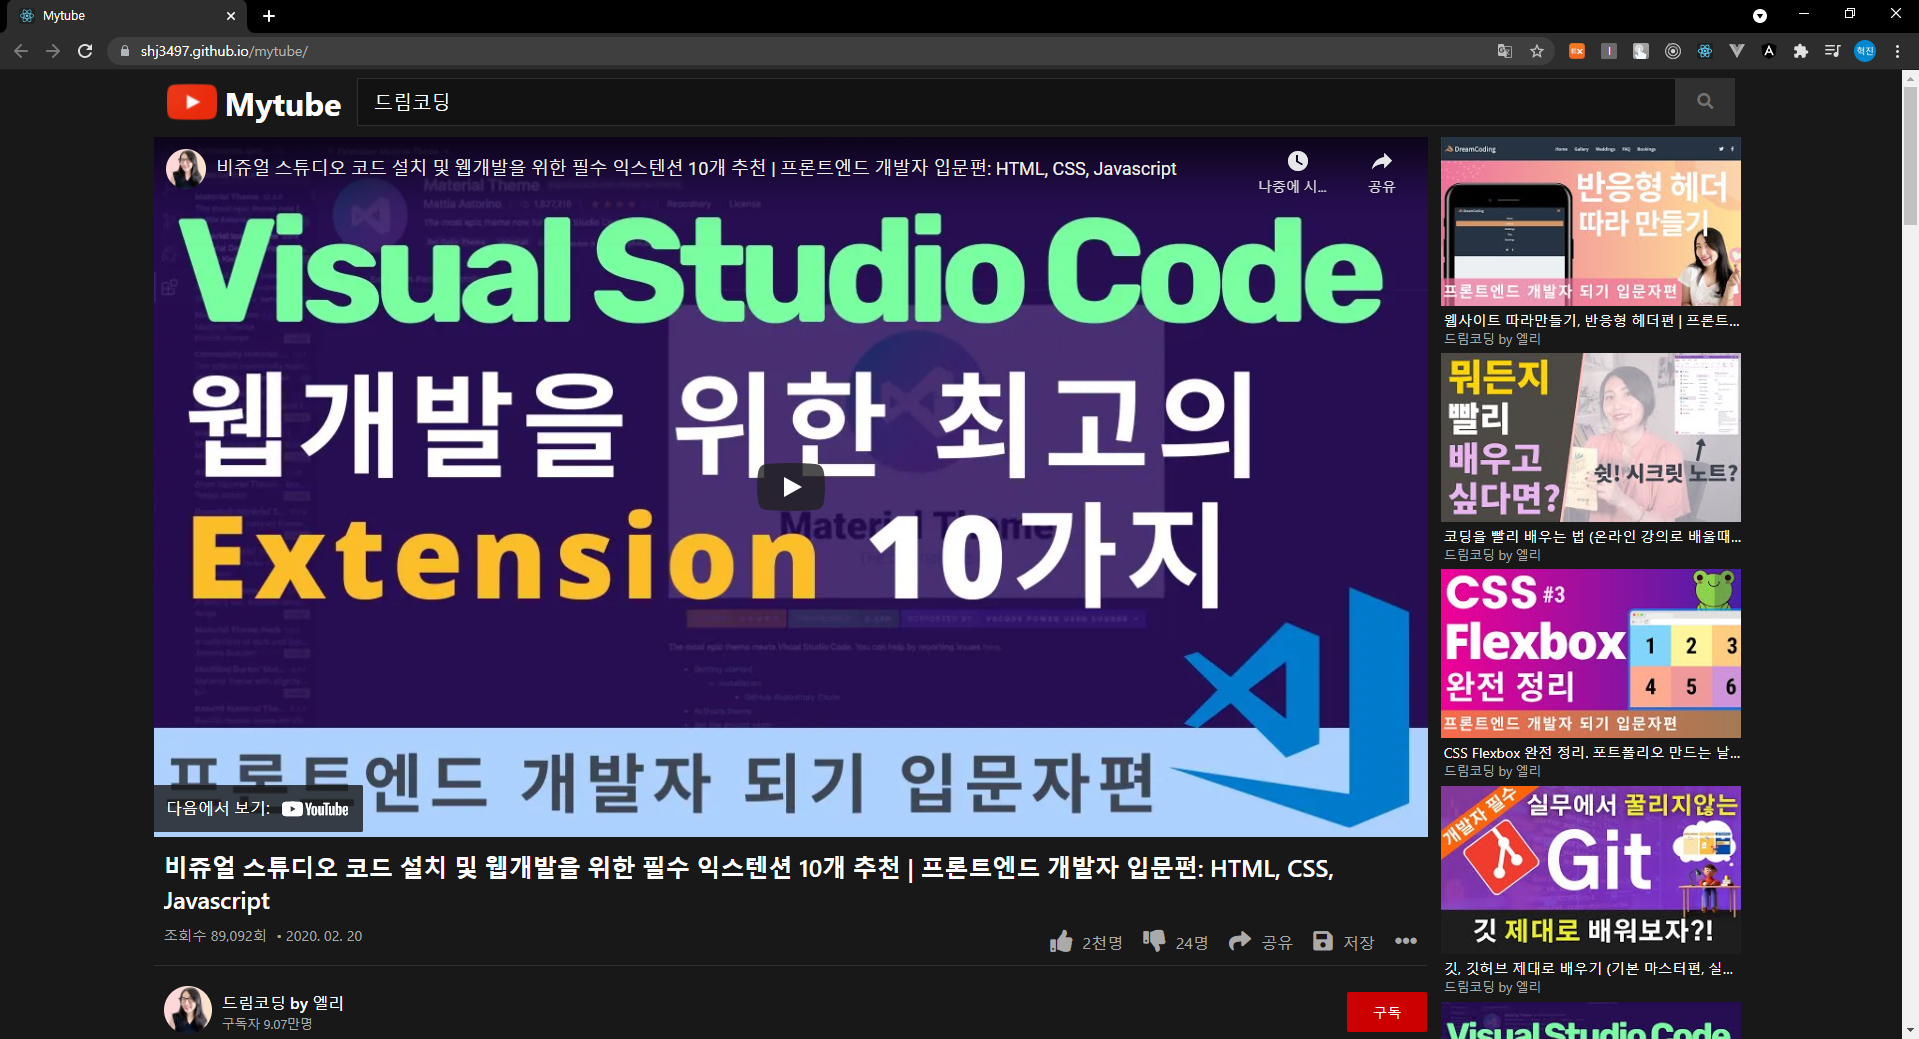 Mytube
shj3497.github.io/mytube/
혁진
Mytube
드림코딩
비쥬얼 스튜디오 코드 설치 및 웹개발을 위한 필수 익스텐션 10개 추천 | 프론트엔드 개발자 입문편: HTML, CSS, Javascript
나중에 시...
공유
Material Theme
Mattia Astorino
Repository
License
Visual Studio Code
웹개발을 위한 최고의
Extension 10가지
Material Theme
프론트엔드 개발자 되기 입문자편
다음에서 보기: YouTube
비쥬얼 스튜디오 코드 설치 및 웹개발을 위한 필수 익스텐션 10개 추천 | 프론트엔드 개발자 입문편: HTML, CSS,
Javascript
조회수 89,092회 • 2020. 02. 20
2천명 24명 공유 저장
드림코딩 by 엘리
구독자 9.07만명
구독
DreamCoding Home Gallery Weddings FAQ Bookings
반응형 헤더
따라 만들기
프론트엔드 개발자 되기 입문자편
웹사이트 따라만들기, 반응형 헤더편 | 프론트...
드림코딩 by 엘리
뭐든지
빨리
배우고
싶다면?
쉿! 시크릿 노트?
코딩을 빨리 배우는 법 (온라인 강의로 배울때...
드림코딩 by 엘리
CSS #3
Flexbox
완전 정리
1 2 3
4 5 6
프론트엔드 개발자 되기 입문자편
CSS Flexbox 완전 정리. 포트폴리오 만드는 날...
드림코딩 by 엘리
개발자 필수
실무에서 꿀리지않는
Git
깃 제대로 배워보자?!
깃, 깃허브 제대로 배우기 (기본 마스터편, 실...
드림코딩 by 엘리
Visual Studio Code